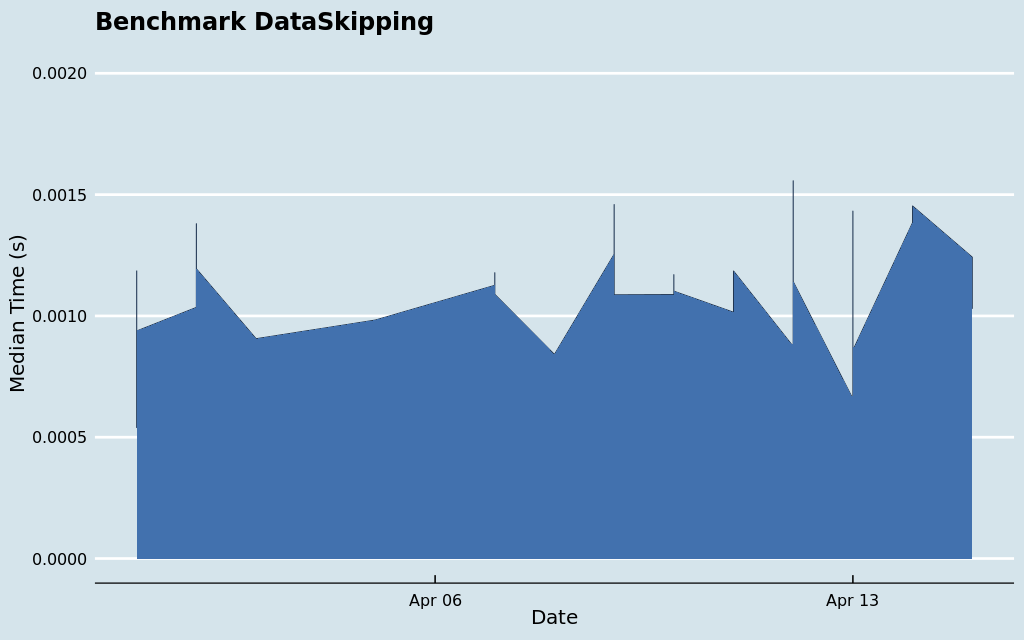 Benchmark DataSkipping
0.0020
0.0015
0.0010
0.0005
0.0000
Median Time (s)
Apr 06
Apr 13
Date